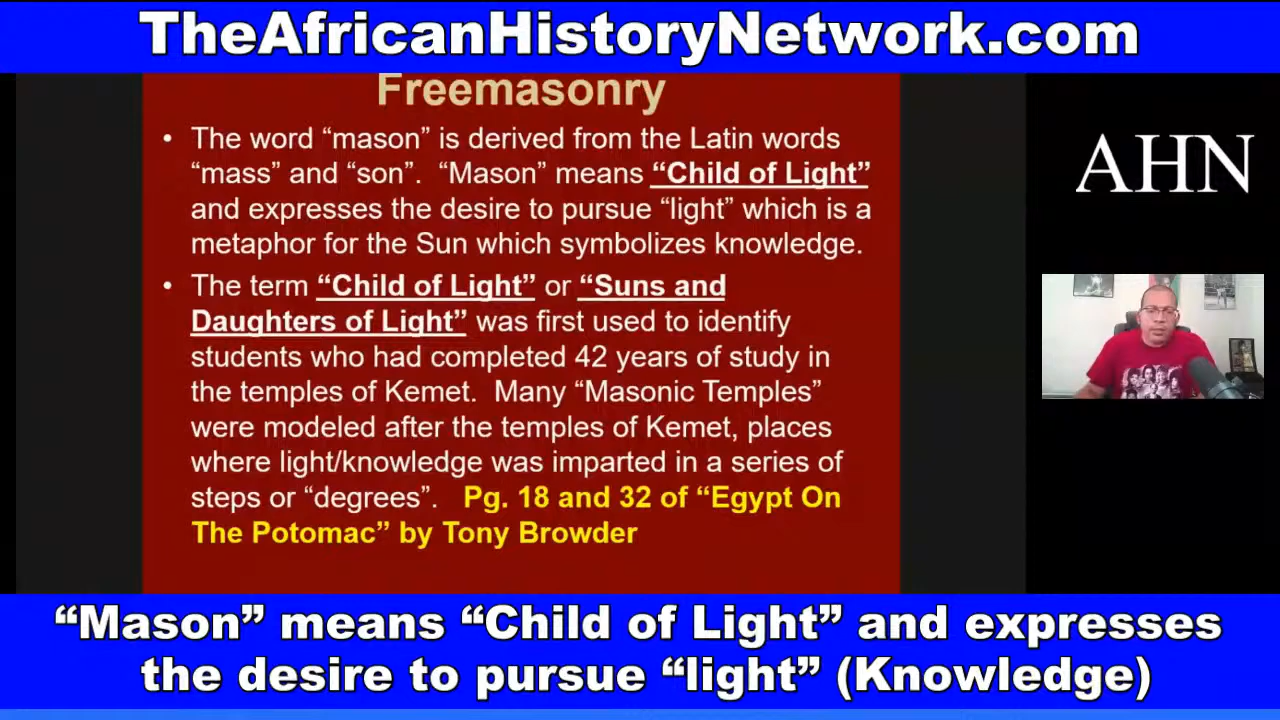 TheAfricanHistoryNetwork.com
Freemasonry
AHN
• The word “mason” is derived from the Latin words
“mass” and “son”.  “Mason” means “Child of Light”
and expresses the desire to pursue “light” which is a
metaphor for the Sun which symbolizes knowledge.
• The term “Child of Light” or “Suns and
Daughters of Light” was first used to identify
students who had completed 42 years of study in
the temples of Kemet.  Many “Masonic Temples”
were modeled after the temples of Kemet, places
where light/knowledge was imparted in a series of
steps or “degrees”.   Pg. 18 and 32 of “Egypt On
The Potomac” by Tony Browder
“Mason” means “Child of Light” and expresses
the desire to pursue “light” (Knowledge)